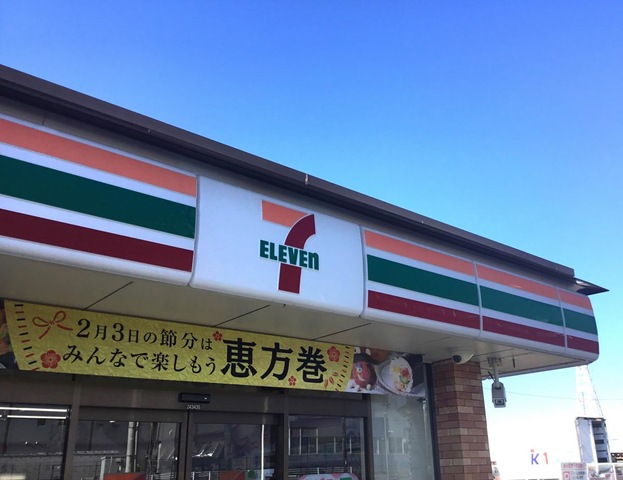 7
ELEVEn
2月3日の節分は
みんなで楽しもう
恵方巻
K 1